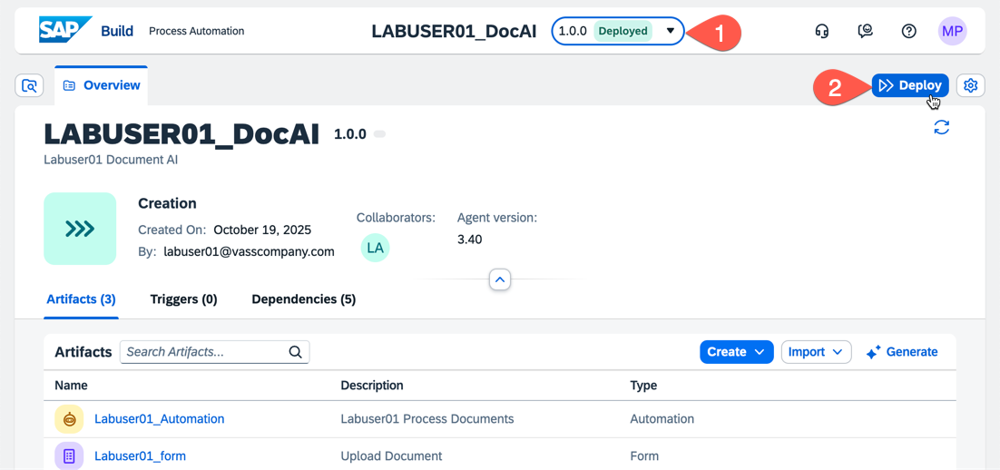 SAP Build Process Automation LABUSER01_DocAI 1.0.0 Deployed 1 MP
Overview 2 Deploy
LABUSER01_DocAI 1.0.0
Labuser01 Document AI
Creation
Created On: October 19, 2025
By: labuser01@vasscompany.com
Collaborators:
LA
Agent version:
3.40
Artifacts (3) Triggers (0) Dependencies (5)
Artifacts Search Artifacts... Create Import Generate
Name Description Type
Labuser01_Automation Labuser01 Process Documents Automation
Labuser01_form Upload Document Form